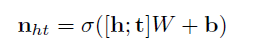 n_{ht} = σ([h; t]W + b)